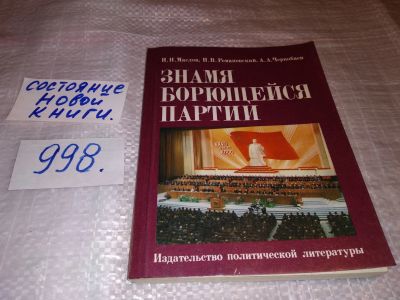 состояние
новой
книги.
998.
Н. Н. Маслов, Н. В. Романовский, А. А. Чернобаев
ЗНАМЯ
БОРЮЩЕЙСЯ
ПАРТИИ
Издательство политической литературы